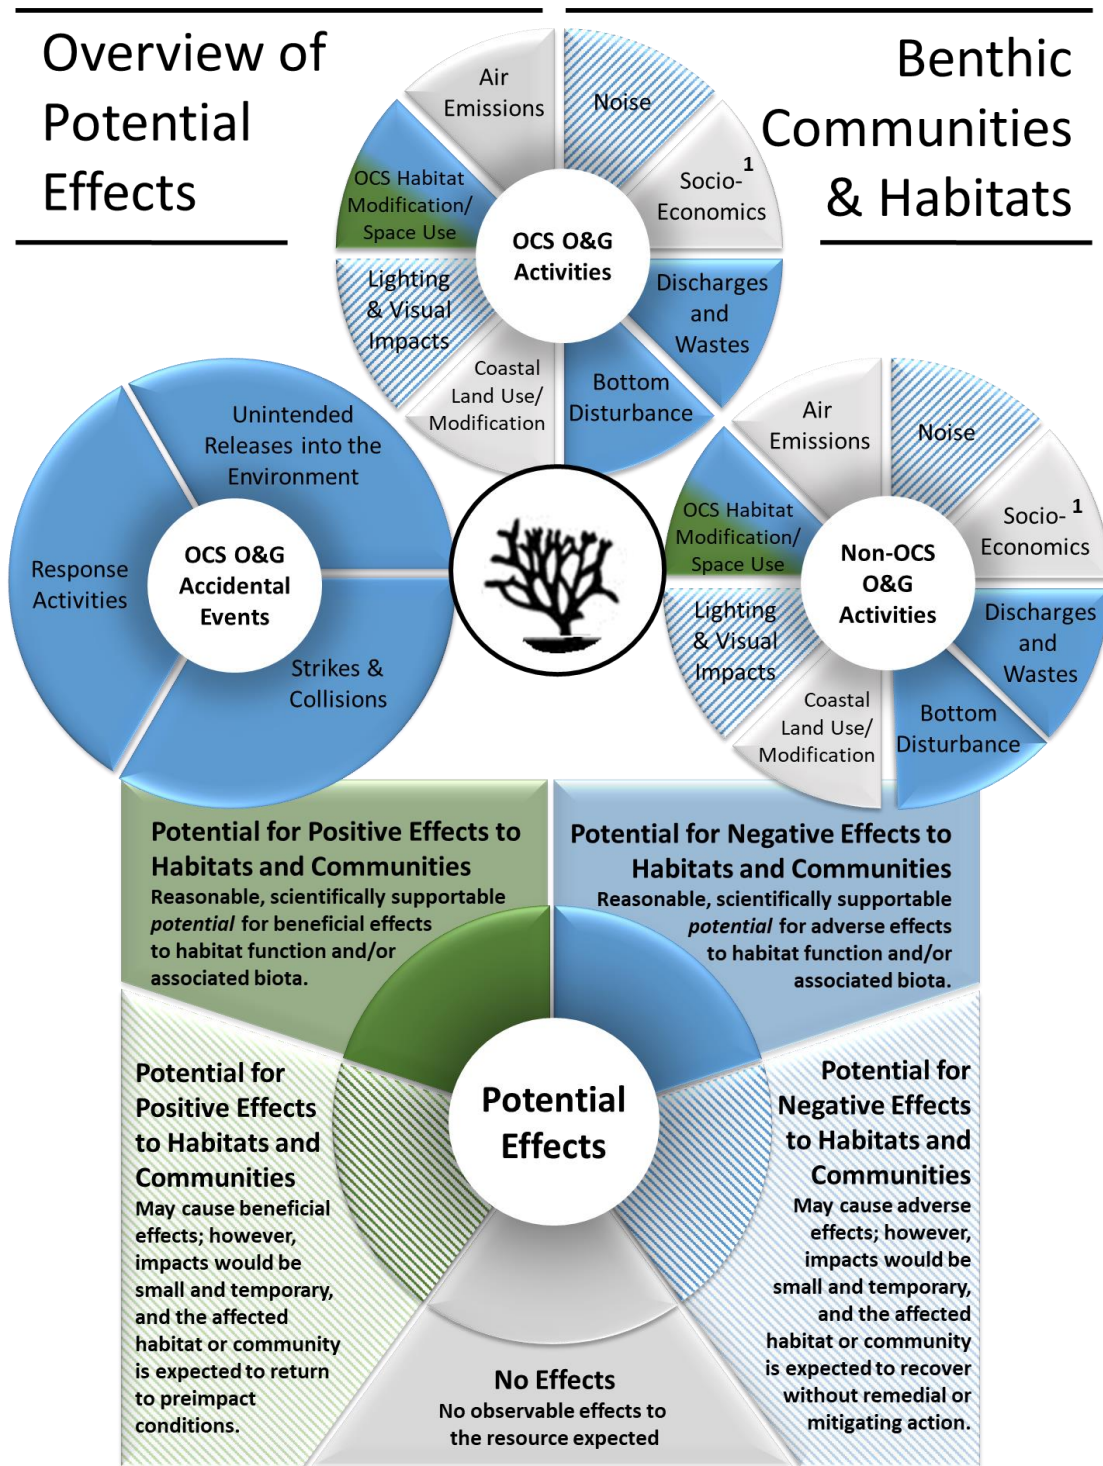 Overview of
Potential
Effects
Benthic
Communities
& Habitats
Air
Emissions
Noise
Socio- 1
Economics
Discharges
and
Wastes
Bottom
Disturbance
Coastal
Land Use/
Modification
Lighting
& Visual
Impacts
OCS Habitat
Modification/
Space Use
OCS O&G
Activities
Unintended
Releases into the
Environment
Strikes &
Collisions
Response
Activities
OCS O&G
Accidental
Events
Air
Emissions
Noise
Socio- 1
Economics
Discharges
and
Wastes
Bottom
Disturbance
Coastal
Land Use/
Modification
Lighting
& Visual
Impacts
OCS Habitat
Modification/
Space Use
Non-OCS
O&G
Activities
Potential for Positive Effects to
Habitats and Communities
Reasonable, scientifically supportable
potential for beneficial effects
to habitat function and/or
associated biota.
Potential for Negative Effects to
Habitats and Communities
Reasonable, scientifically supportable
potential for adverse effects
to habitat function and/or
associated biota.
Potential for
Positive Effects
to Habitats and
Communities
May cause beneficial
effects; however,
impacts would be
small and temporary,
and the affected
habitat or community
is expected to return
to preimpact
conditions.
Potential
Effects
Potential for
Negative Effects
to Habitats and
Communities
May cause adverse
effects; however,
impacts would be
small and temporary,
and the affected
habitat or community
is expected to recover
without remedial or
mitigating action.
No Effects
No observable effects to
the resource expected